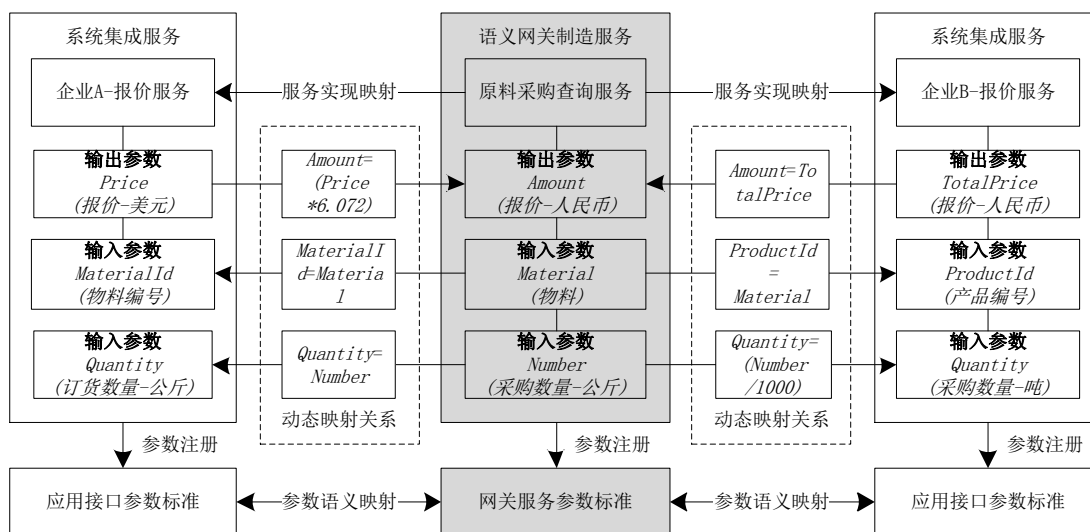 系统集成服务
语义网关制造服务
系统集成服务
企业A-报价服务
服务实现映射
原料采购查询服务
服务实现映射
企业B-报价服务
输出参数
Price
(报价-美元)
Amount=
(Price
*6.072)
输出参数
Amount
(报价-人民币)
Amount=To
talPrice
输出参数
TotalPrice
(报价-人民币)
输入参数
MaterialId
(物料编号)
MaterialI
d=Materia
l
输入参数
Material
(物料)
ProductId
=
Material
输入参数
ProductId
(产品编号)
输入参数
Quantity
(订货数量-公斤)
Quantity=
Number
输入参数
Number
(采购数量-公斤)
Quantity=
(Number
/1000)
输入参数
Quantity
(采购数量-吨)
动态映射关系
动态映射关系
参数注册
参数注册
参数注册
应用接口参数标准
参数语义映射
网关服务参数标准
参数语义映射
应用接口参数标准